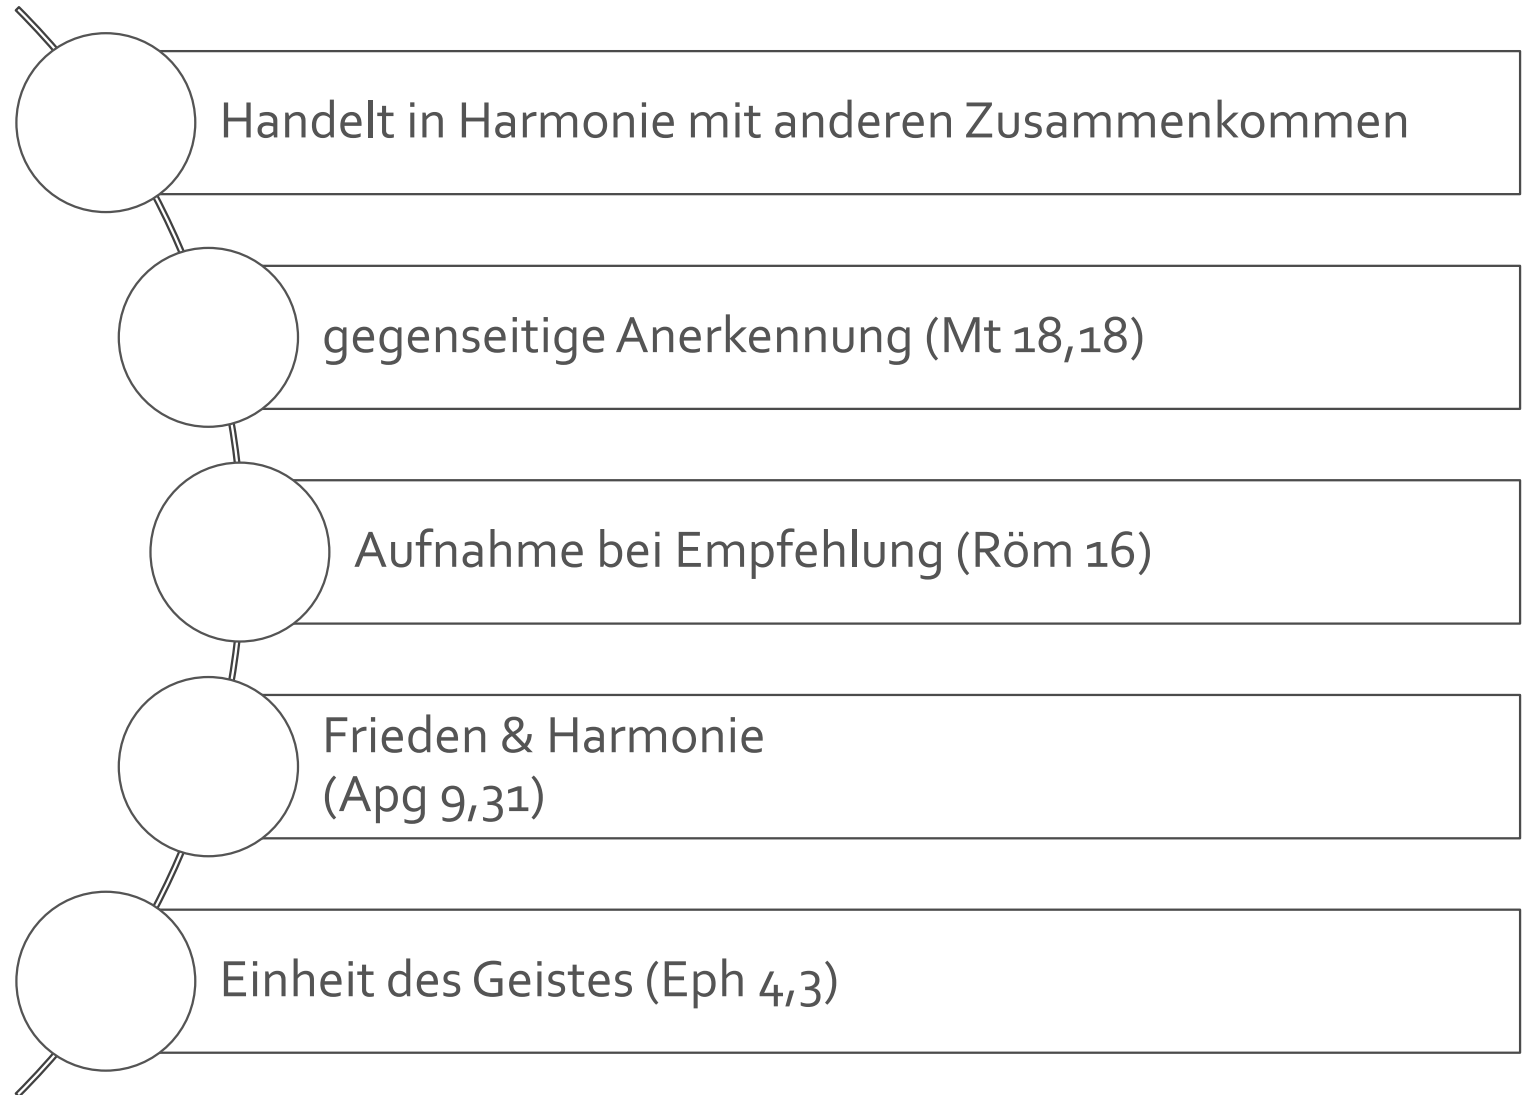 Handelt in Harmonie mit anderen Zusammenkommen
gegenseitige Anerkennung (Mt 18,18)
Aufnahme bei Empfehlung (Röm 16)
Frieden & Harmonie
(Apg 9,31)
Einheit des Geistes (Eph 4,3)